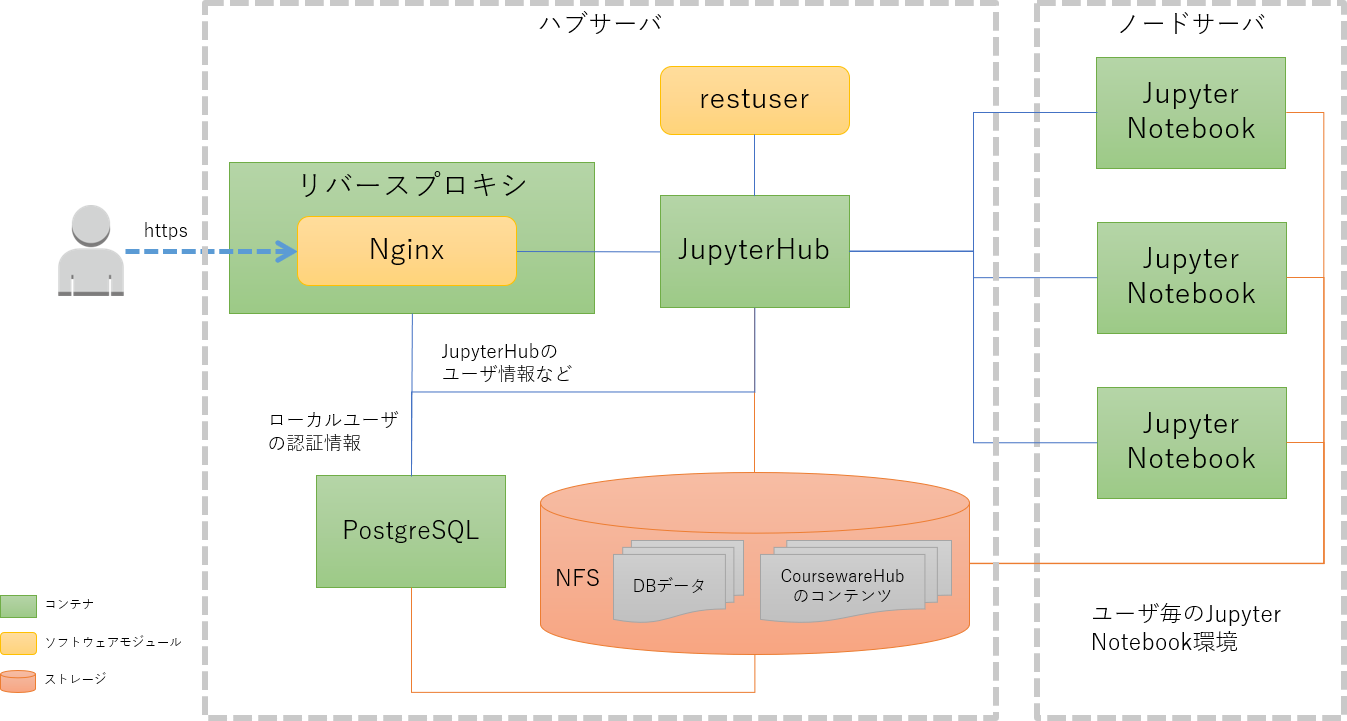 ハブサーバ
ノードサーバ
restuser
Jupyter
Notebook
リバースプロキシ
https
Nginx
JupyterHub
Jupyter
Notebook
JupyterHubの
ユーザ情報など
ローカルユーザ
の認証情報
Jupyter
Notebook
PostgreSQL
NFS
DBデータ
CoursewareHub
のコンテンツ
コンテナ
ソフトウェアモジュール
ストレージ
ユーザ毎のJupyter
Notebook環境